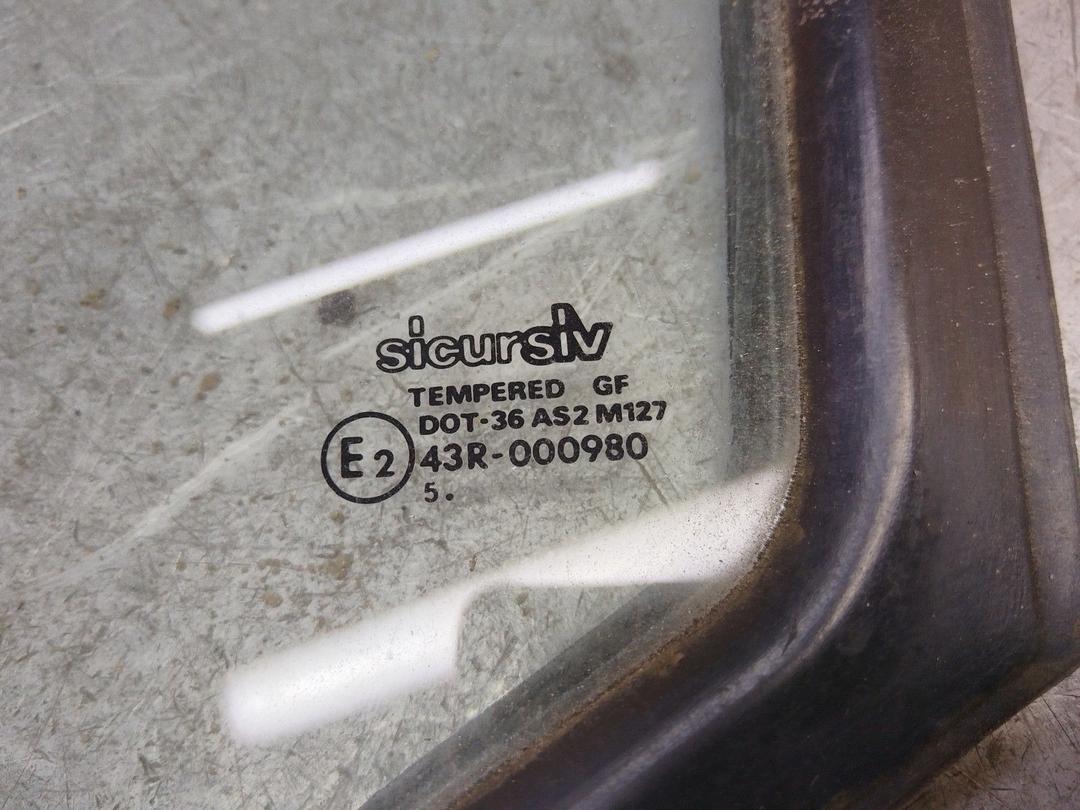 sicursiv
TEMPERED GF
DOT-36 AS2 M127
E2 43R-000980
5.